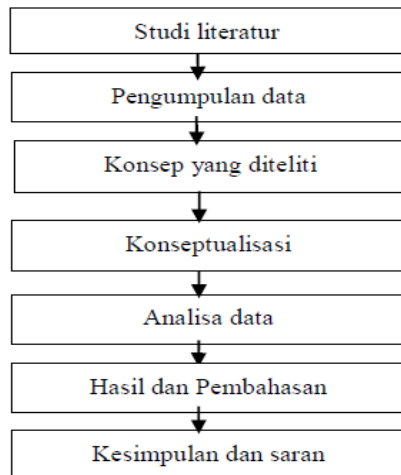 Studi literatur
Pengumpulan data
Konsep yang diteliti
Konseptualisasi
Analisa data
Hasil dan Pembahasan
Kesimpulan dan saran